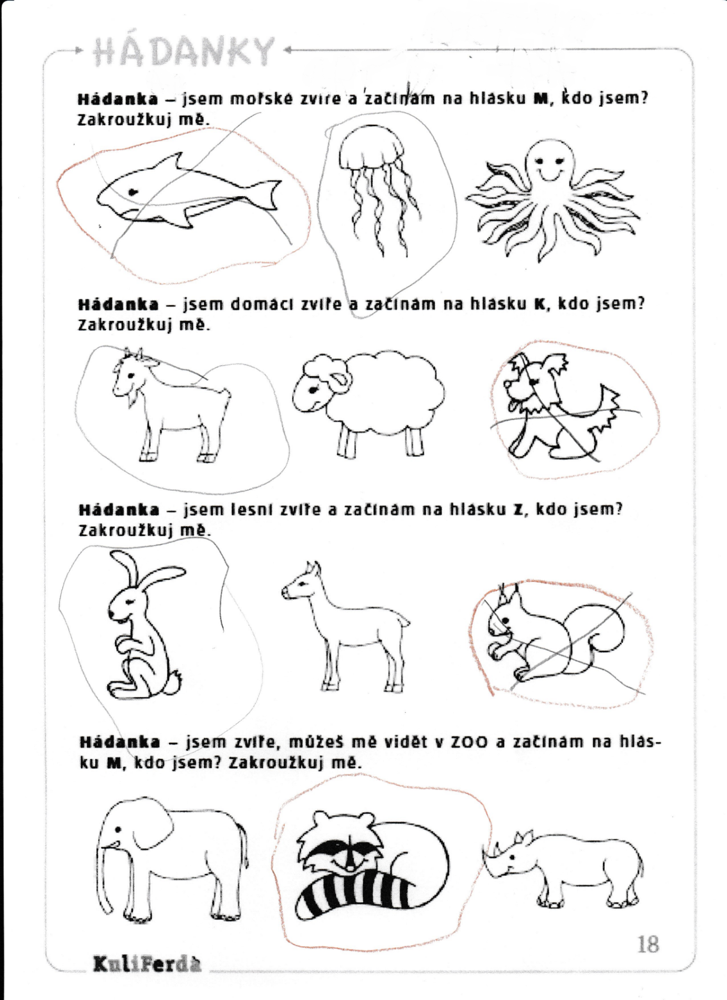 HÁDANKY
Hádanka – jsem mořské zvíře a začínám na hlásku M, kdo jsem?
Zakroužkuj mě.
Hádanka – jsem domácí zvíře a začínám na hlásku K, kdo jsem?
Zakroužkuj mě.
Hádanka – jsem lesní zvíře a začínám na hlásku Z, kdo jsem?
Zakroužkuj mě.
Hádanka – jsem zvíře, můžeš mě vidět v ZOO a začínám na hlás-
ku M, kdo jsem? Zakroužkuj mě.
18
KuliFerda